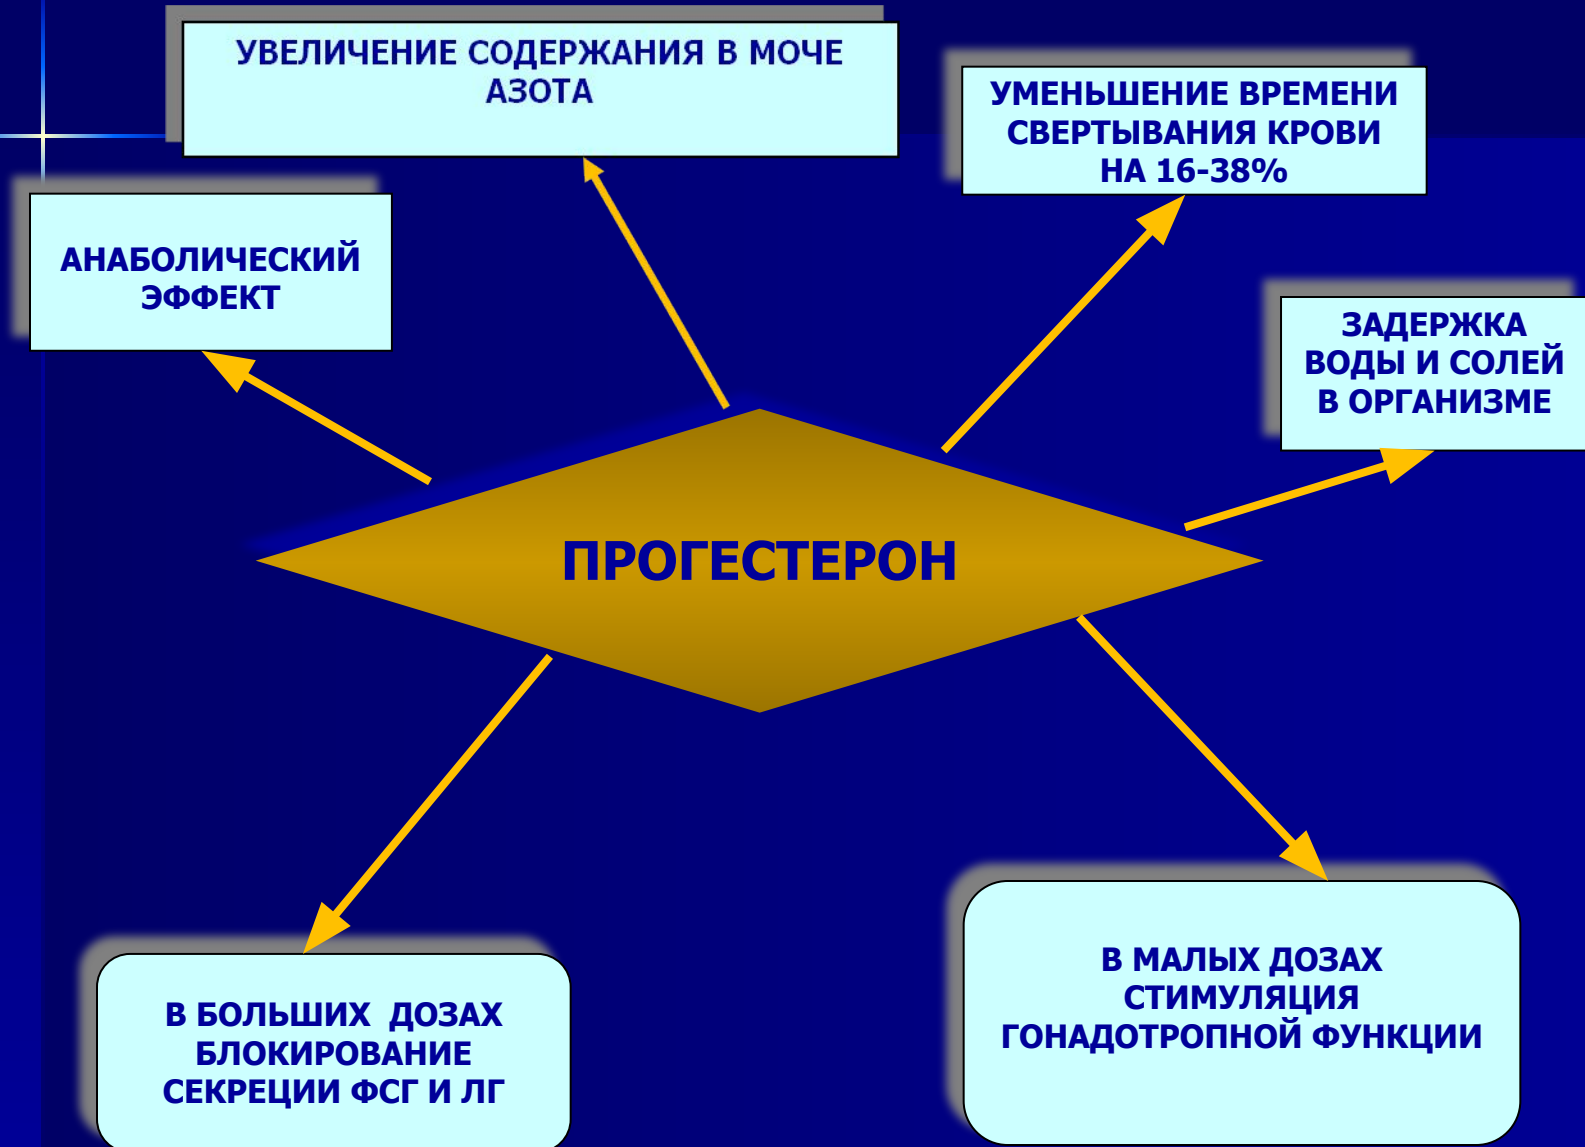 УВЕЛИЧЕНИЕ СОДЕРЖАНИЯ В МОЧЕ
АЗОТА
УМЕНЬШЕНИЕ ВРЕМЕНИ
СВЕРТЫВАНИЯ КРОВИ
НА 16-38%
АНАБОЛИЧЕСКИЙ
ЭФФЕКТ
ЗАДЕРЖКА
ВОДЫ И СОЛЕЙ
В ОРГАНИЗМЕ
ПРОГЕСТЕРОН
В БОЛЬШИХ ДОЗАХ
БЛОКИРОВАНИЕ
СЕКРЕЦИИ ФСГ И ЛГ
В МАЛЫХ ДОЗАХ
СТИМУЛЯЦИЯ
ГОНАДОТРОПНОЙ ФУНКЦИИ